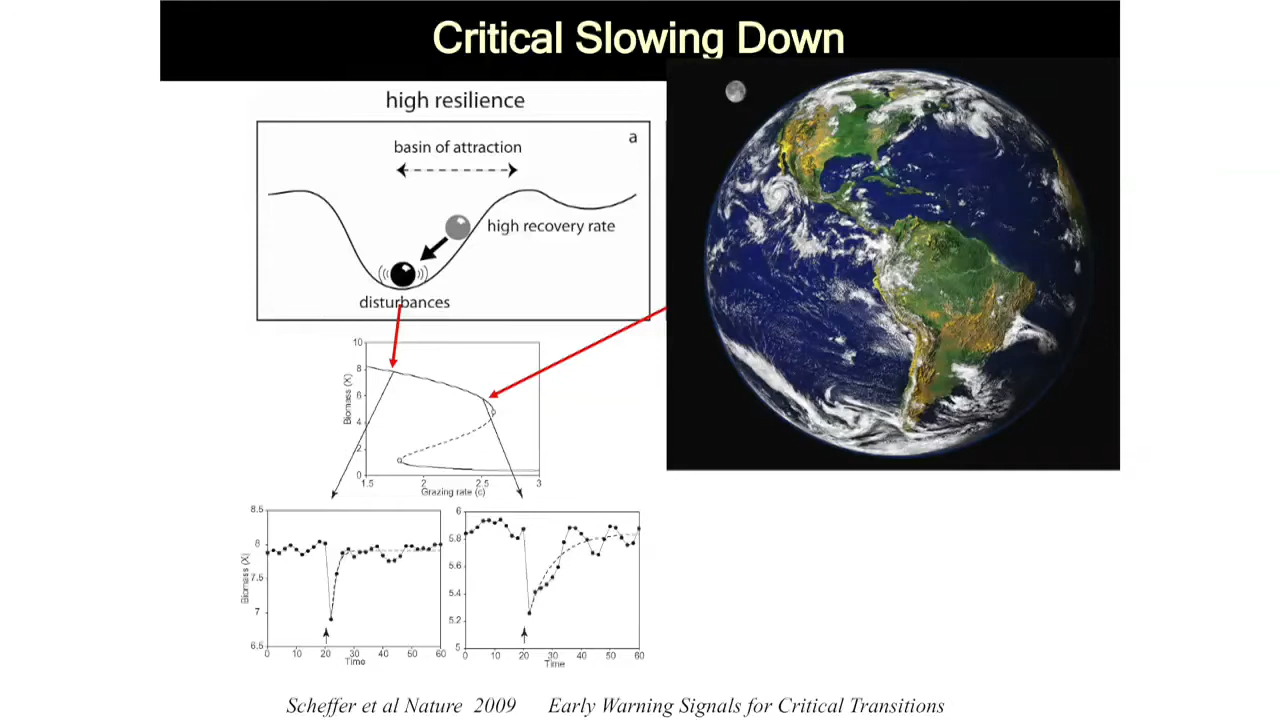 Critical Slowing Down
high resilience
a
basin of attraction
high recovery rate
disturbances
10
8
6
4
2
0
Biomass (X)
1.5 2 2.5 3
Grazing rate (c)
8.5
8
7.5
7
6.5
Biomass (X)
0 10 20 30 40 50 60
Time
6
5.8
5.6
5.4
5.2
5
0 10 20 30 40 50 60
Time
Scheffer et al Nature 2009 Early Warning Signals for Critical Transitions